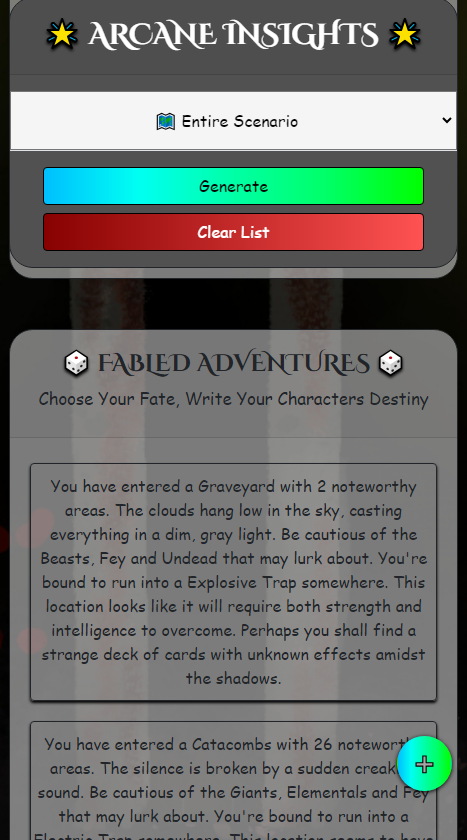 ARCANE INSIGHTS
Entire Scenario
Generate
Clear List
FABLED ADVENTURES
Choose Your Fate, Write Your Characters Destiny
You have entered a Graveyard with 2 noteworthy
areas. The clouds hang low in the sky, casting
everything in a dim, gray light. Be cautious of the
Beasts, Fey and Undead that may lurk about. You're
bound to run into a Explosive Trap somewhere. This
location looks like it will require both strength and
intelligence to overcome. Perhaps you shall find a
strange deck of cards with unknown effects amidst
the shadows.
You have entered a Catacombs with 26
areas. The silence is broken by a sudden
sound. Be cautious of the Giants, Elementals and Fey
that may lurk about. You're bound to run into a
Electric Trap somewhere. This location seems to